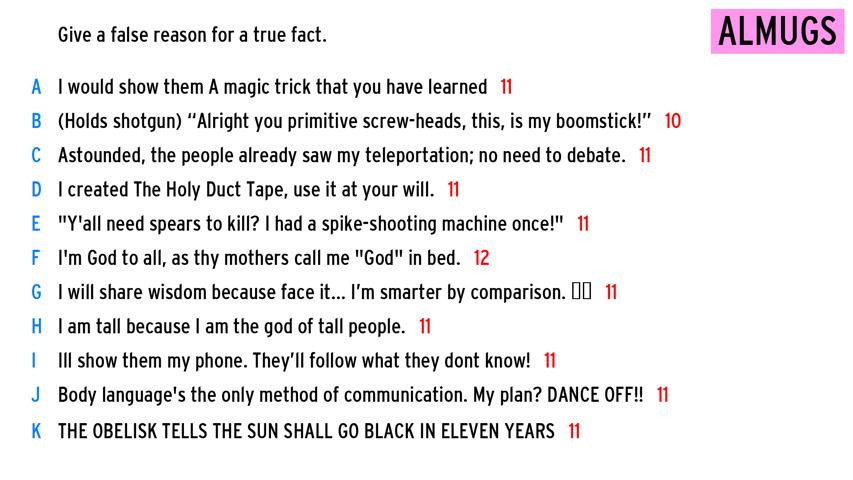 Give a false reason for a true fact.
ALMUGS
A I would show them A magic trick that you have learned 11
B (Holds shotgun) “Alright you primitive screw-heads, this, is my boomstick!” 10
C Astounded, the people already saw my teleportation; no need to debate. 11
D I created The Holy Duct Tape, use it at your will. 11
E "Y'all need spears to kill? I had a spike-shooting machine once!" 11
F I'm God to all, as thy mothers call me "God" in bed. 12
G I will share wisdom because face it... I’m smarter by comparison. 11
H I am tall because I am the god of tall people. 11
I Ill show them my phone. They’ll follow what they dont know! 11
J Body language's the only method of communication. My plan? DANCE OFF!! 11
K THE OBELISK TELLS THE SUN SHALL GO BLACK IN ELEVEN YEARS 11